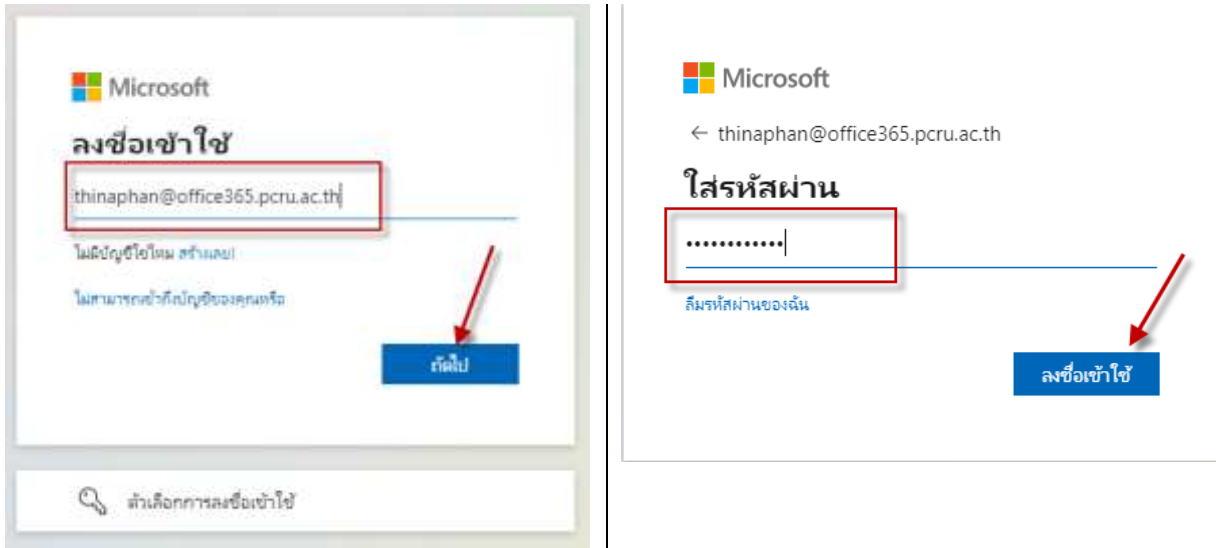 Microsoft
ลงชื่อเข้าใช้
thinaphan@office365.pcru.ac.th
ไม่มีบัญชีใช่ไหม สร้างเลย!
ไม่สามารถเข้าถึงบัญชีของคุณหรือ
ถัดไป
ตัวเลือกการลงชื่อเข้าใช้
Microsoft
← thinaphan@office365.pcru.ac.th
ใส่รหัสผ่าน
••••••••••••
ลืมรหัสผ่านของฉัน
ลงชื่อเข้าใช้